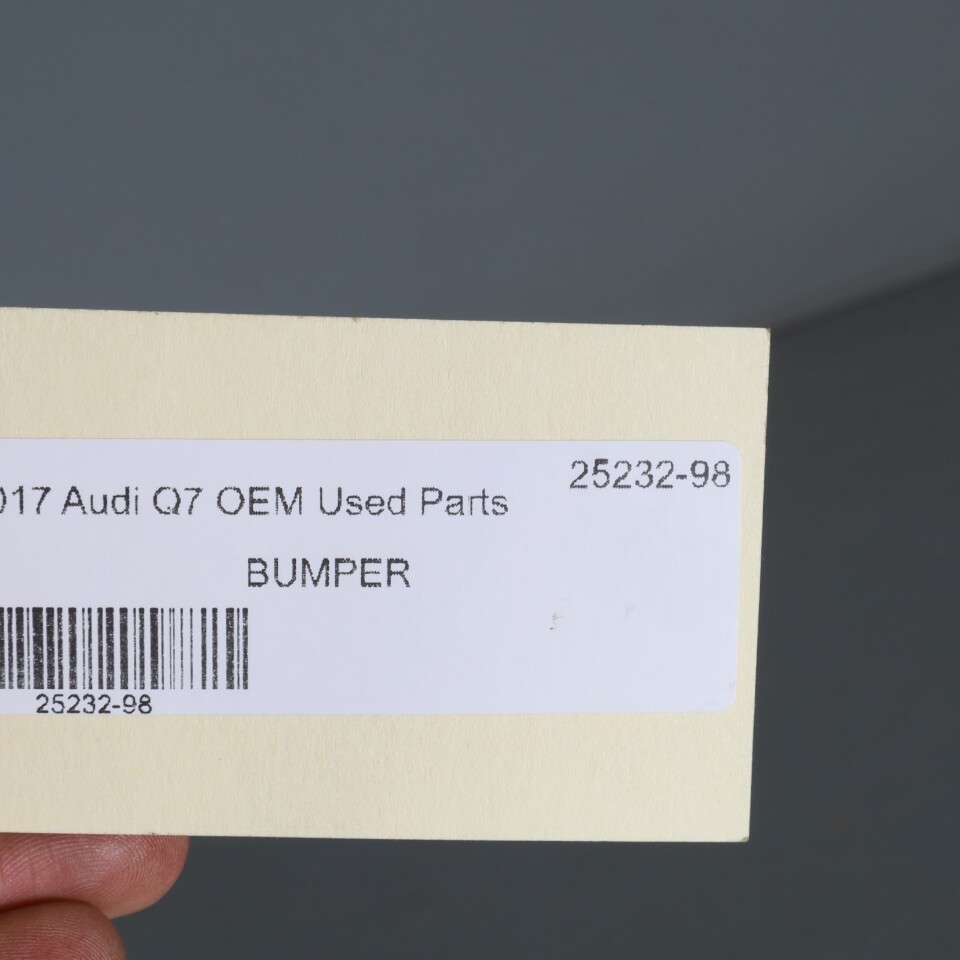 25232-98
017 Audi Q7 OEM Used Parts
BUMPER
25232-98